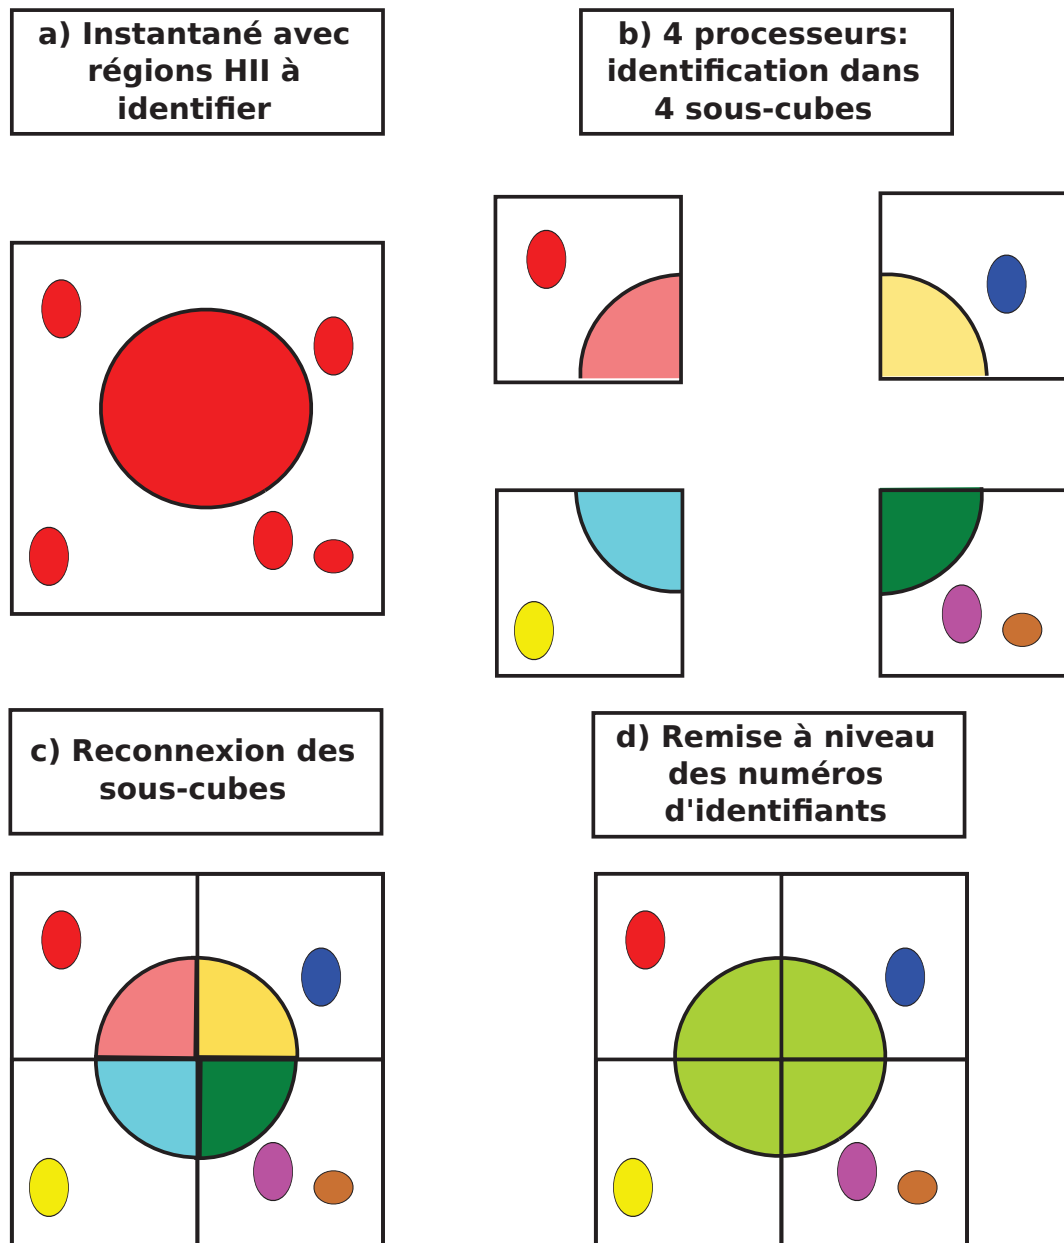 a) Instantané avec
régions HII à
identifier
b) 4 processeurs:
identification dans
4 sous-cubes
c) Reconnexion des
sous-cubes
d) Remise à niveau
des numéros
d'identifiants